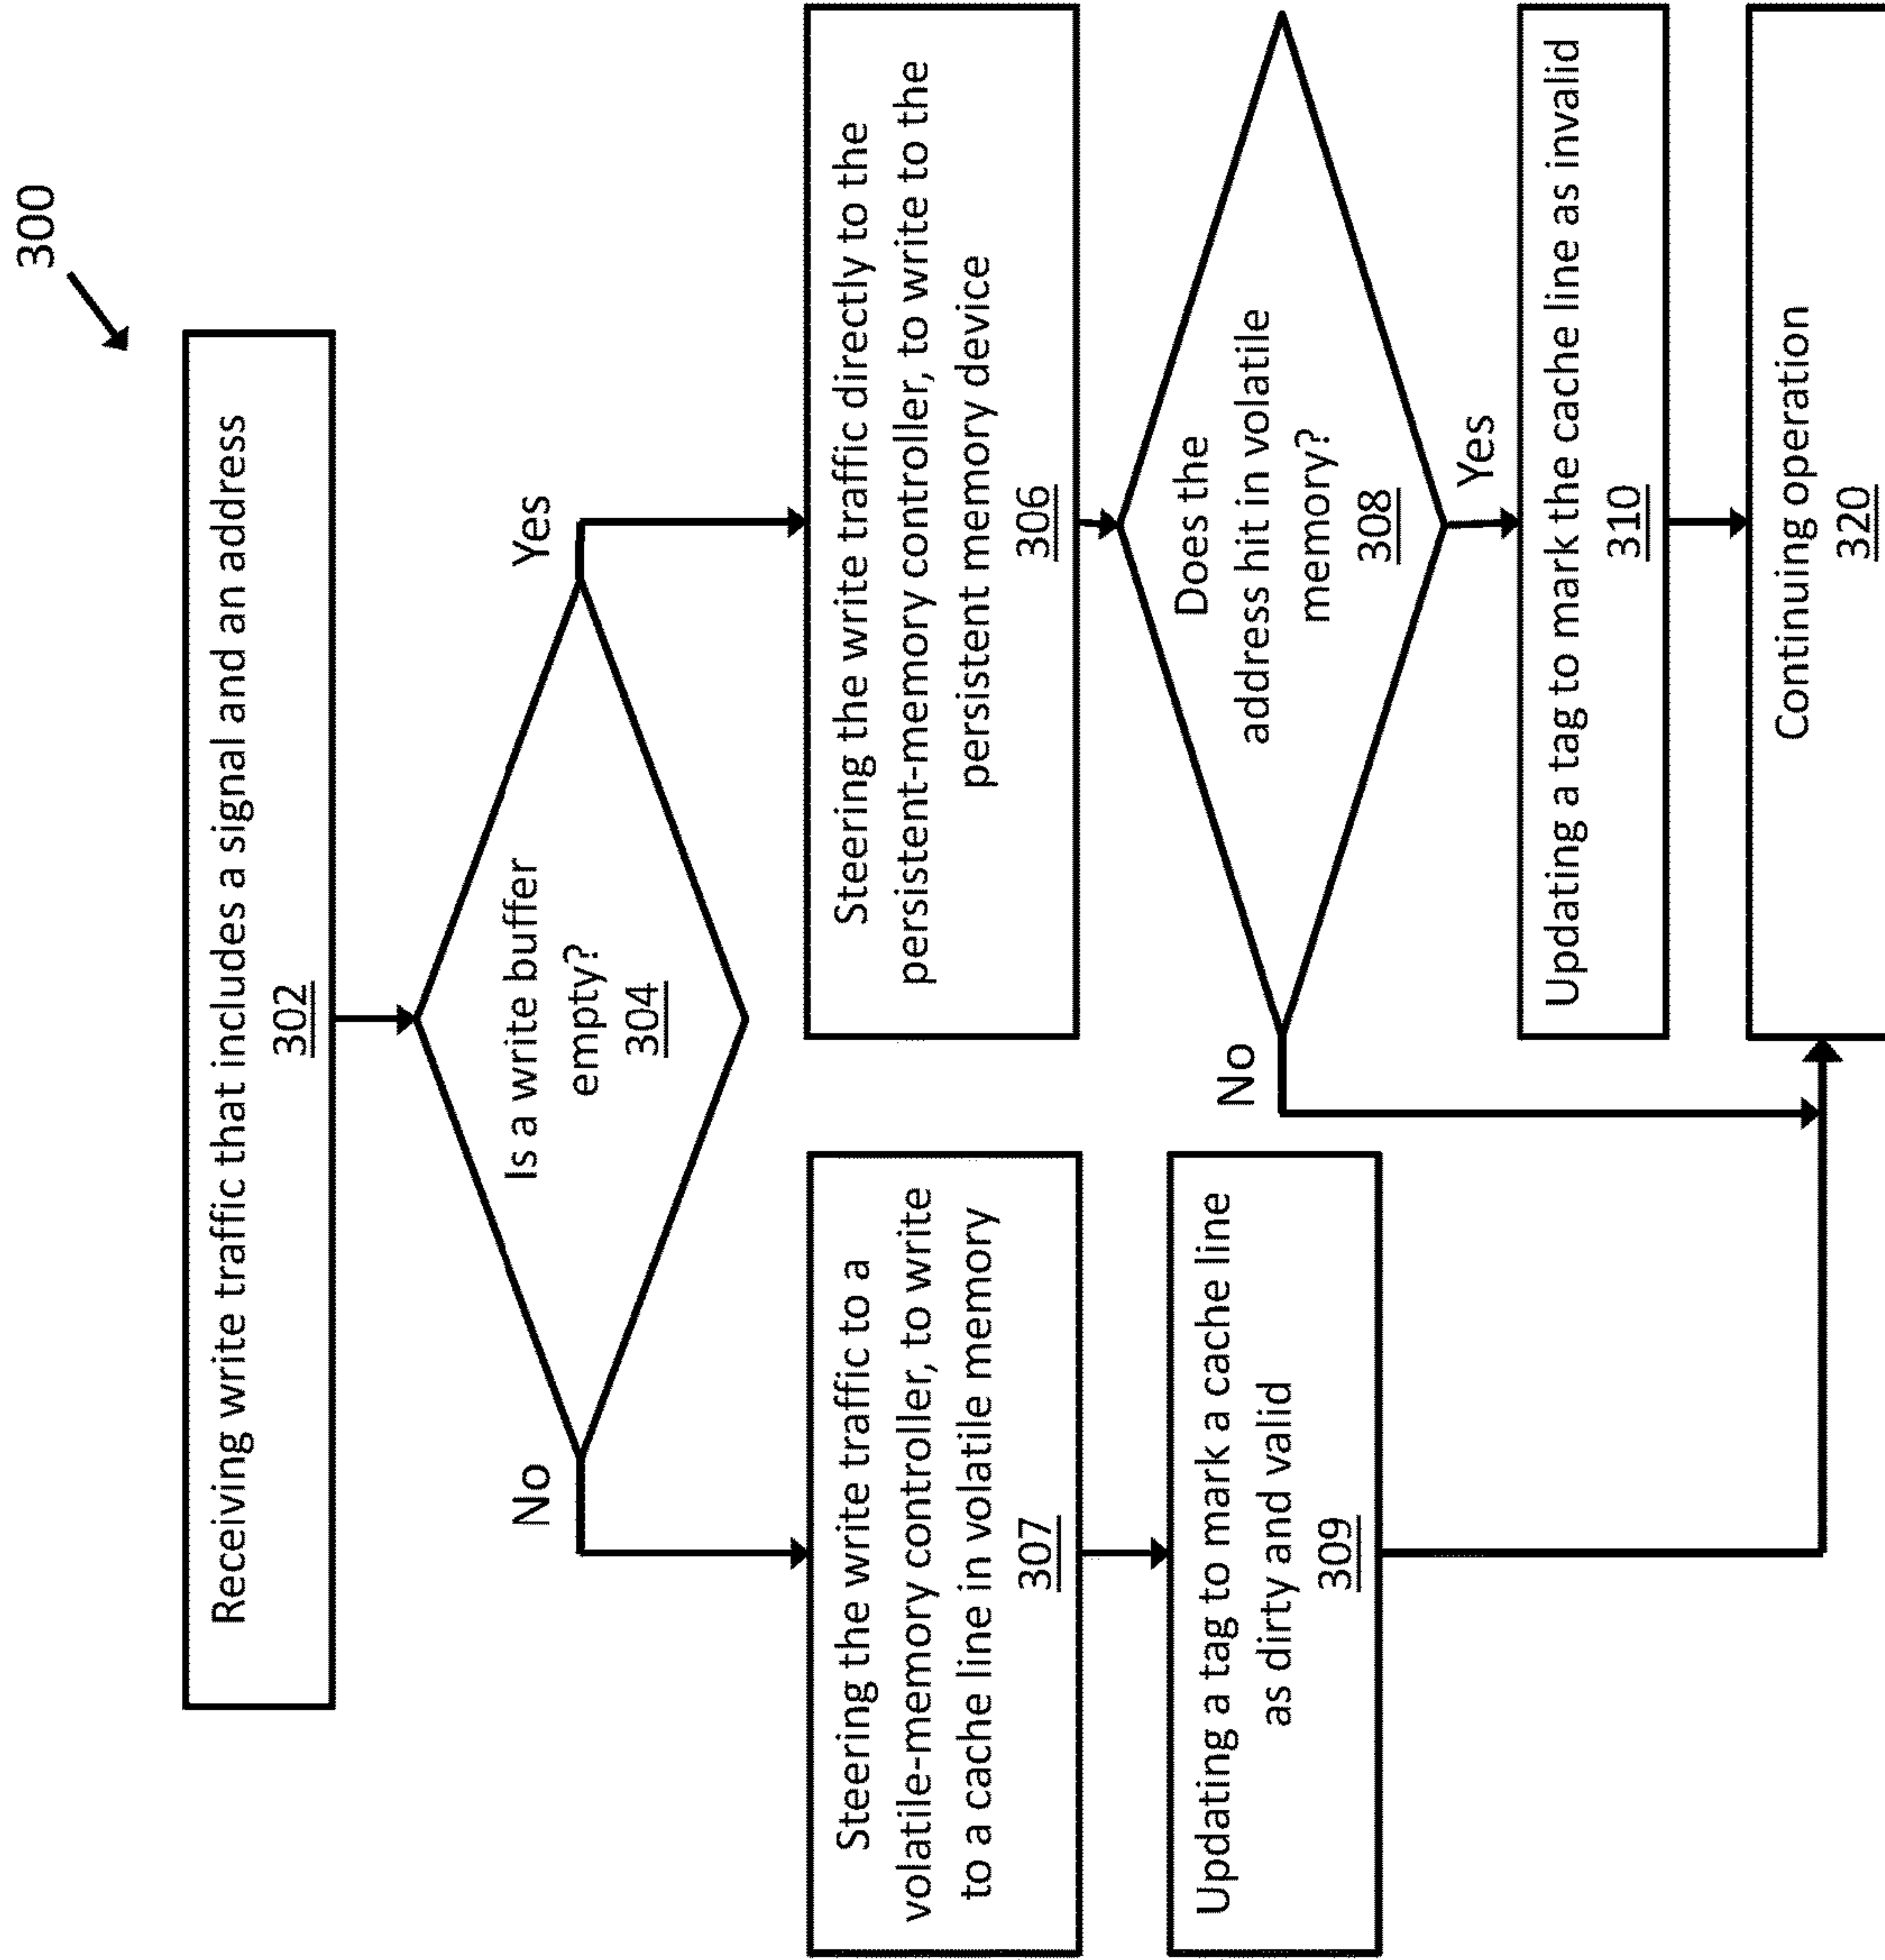 300
Receiving write traffic that includes a signal and an address
302
Is a write buffer
empty?
304
No
Yes
Steering the write traffic to a
volatile-memory controller, to write
to a cache line in volatile memory
307
Updating a tag to mark a cache line
as dirty and valid
309
Steering the write traffic directly to the
persistent-memory controller, to write to the
persistent memory device
306
Does the
address hit in volatile
memory?
308
No
Yes
Updating a tag to mark the cache line as invalid
310
Continuing operation
320